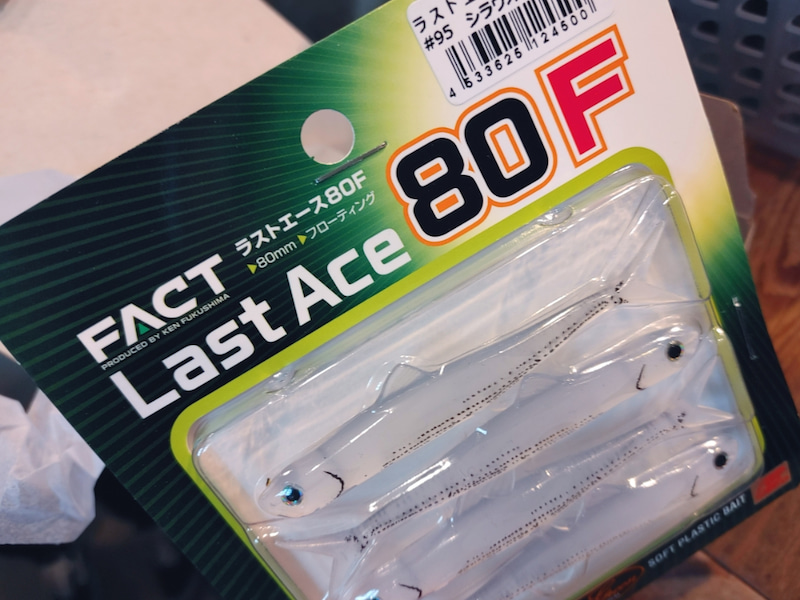 ラスト
#95 シラウ
4 533625 124500
80F
ラストエース80F
▶80mm ▶フローティング
FACT
PRODUCED BY KEN FUKUSHIMA
Last Ace
SOFT PLASTIC BAIT